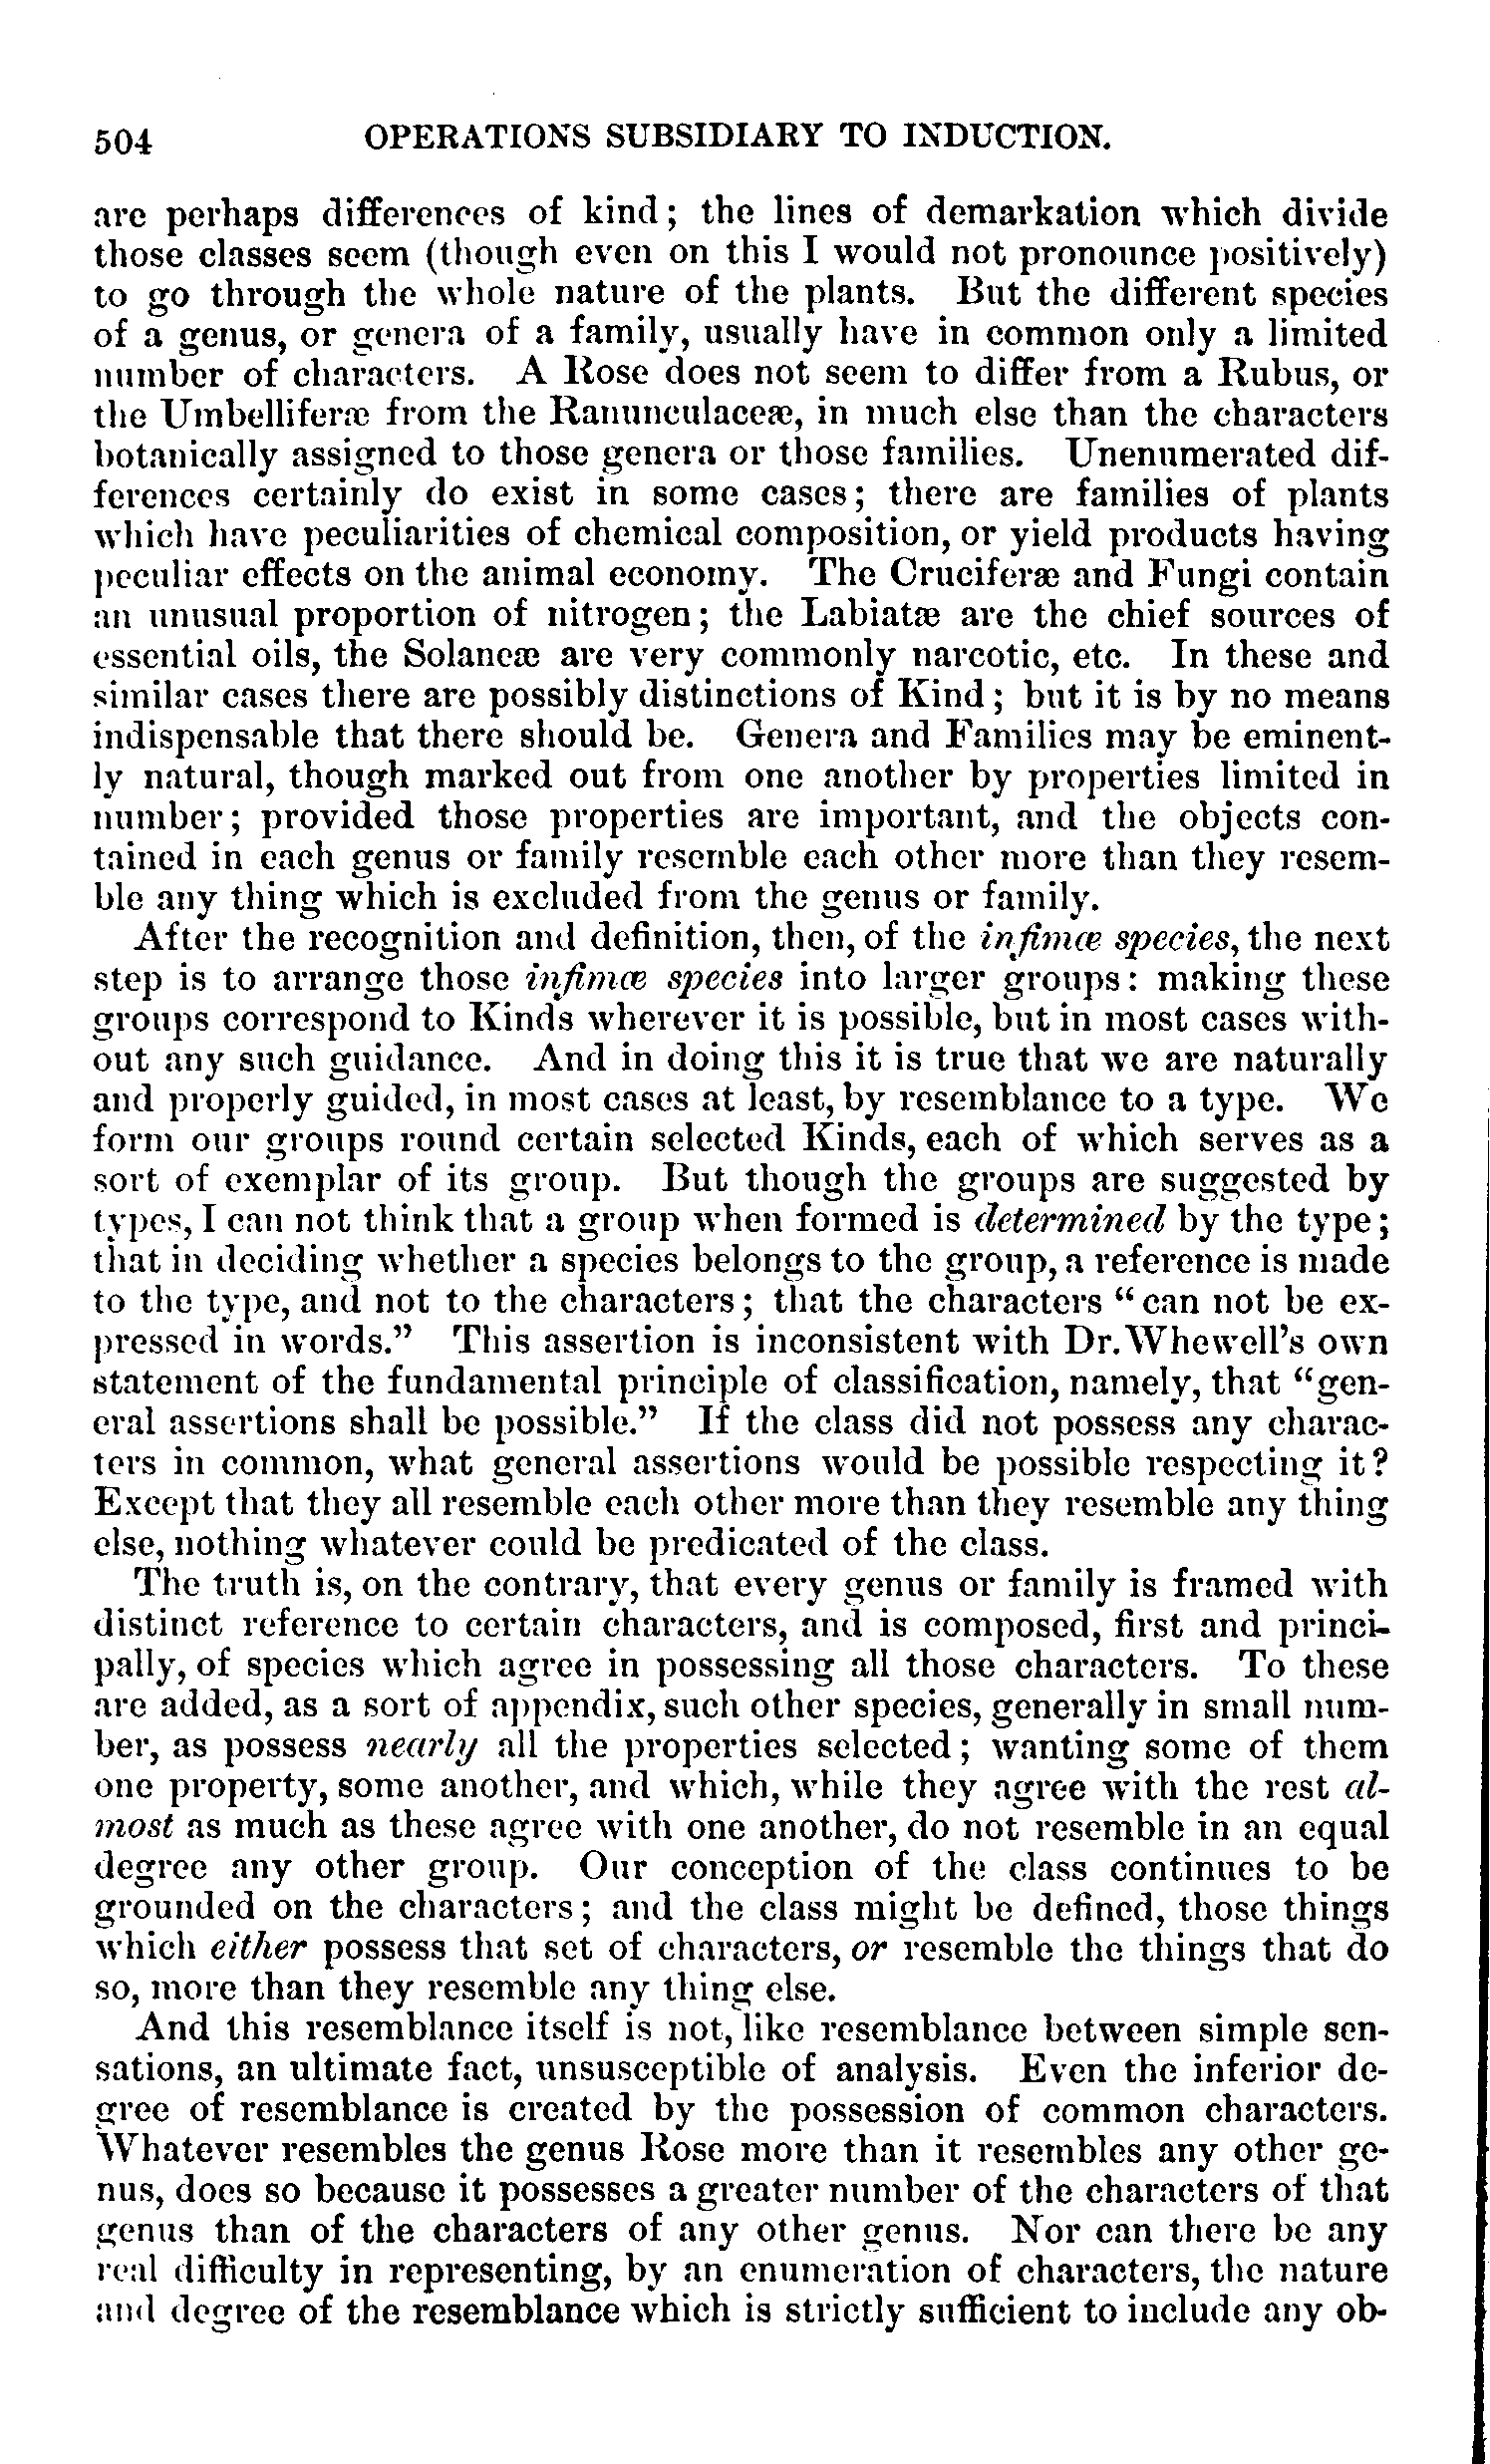 504 OPERATIONS SUBSIDIARY TO INDUCTION.
are perhaps differences of kind; the lines of demarkation which divide
those classes seem (though even on this I would not pronounce positively)
to go through the whole nature of the plants. But the different species
of a genus, or genera of a family, usually have in common only a limited
number of characters. A Rose does not seem to differ from a Rubus, or
the Umbelliferæ from the Ranunculaceæ, in much else than the characters
botanically assigned to those genera or those families. Unenumerated dif-
ferences certainly do exist in some cases; there are families of plants
which have peculiarities of chemical composition, or yield products having
peculiar effects on the animal economy. The Cruciferæ and Fungi contain
an unusual proportion of nitrogen; the Labiatæ are the chief sources of
essential oils, the Solaneæ are very commonly narcotic, etc. In these and
similar cases there are possibly distinctions of Kind; but it is by no means
indispensable that there should be. Genera and Families may be eminent-
ly natural, though marked out from one another by properties limited in
number; provided those properties are important, and the objects con-
tained in each genus or family resemble each other more than they resem-
ble any thing which is excluded from the genus or family.
After the recognition and definition, then, of the infimæ species, the next
step is to arrange those infimæ species into larger groups: making these
groups correspond to Kinds wherever it is possible, but in most cases with-
out any such guidance. And in doing this it is true that we are naturally
and properly guided, in most cases at least, by resemblance to a type. We
form our groups round certain selected Kinds, each of which serves as a
sort of exemplar of its group. But though the groups are suggested by
types, I can not think that a group when formed is determined by the type;
that in deciding whether a species belongs to the group, a reference is made
to the type, and not to the characters; that the characters "can not be ex-
pressed in words." This assertion is inconsistent with Dr. Whewell's own
statement of the fundamental principle of classification, namely, that "gen-
eral assertions shall be possible." If the class did not possess any charac-
ters in common, what general assertions would be possible respecting it?
Except that they all resemble each other more than they resemble any thing
else, nothing whatever could be predicated of the class.
The truth is, on the contrary, that every genus or family is framed with
distinct reference to certain characters, and is composed, first and princi-
pally, of species which agree in possessing all those characters. To these
are added, as a sort of appendix, such other species, generally in small num-
ber, as possess nearly all the properties selected; wanting some of them
one property, some another, and which, while they agree with the rest al-
most as much as these agree with one another, do not resemble in an equal
degree any other group. Our conception of the class continues to be
grounded on the characters; and the class might be defined, those things
which either possess that set of characters, or resemble the things that do
so, more than they resemble any thing else.
And this resemblance itself is not, like resemblance between simple sen-
sations, an ultimate fact, unsusceptible of analysis. Even the inferior de-
gree of resemblance is created by the possession of common characters.
Whatever resembles the genus Rose more than it resembles any other ge-
nus, does so because it possesses a greater number of the characters of that
genus than of the characters of any other genus. Nor can there be any
real difficulty in representing, by an enumeration of characters, the nature
and degree of the resemblance which is strictly sufficient to include any ob-